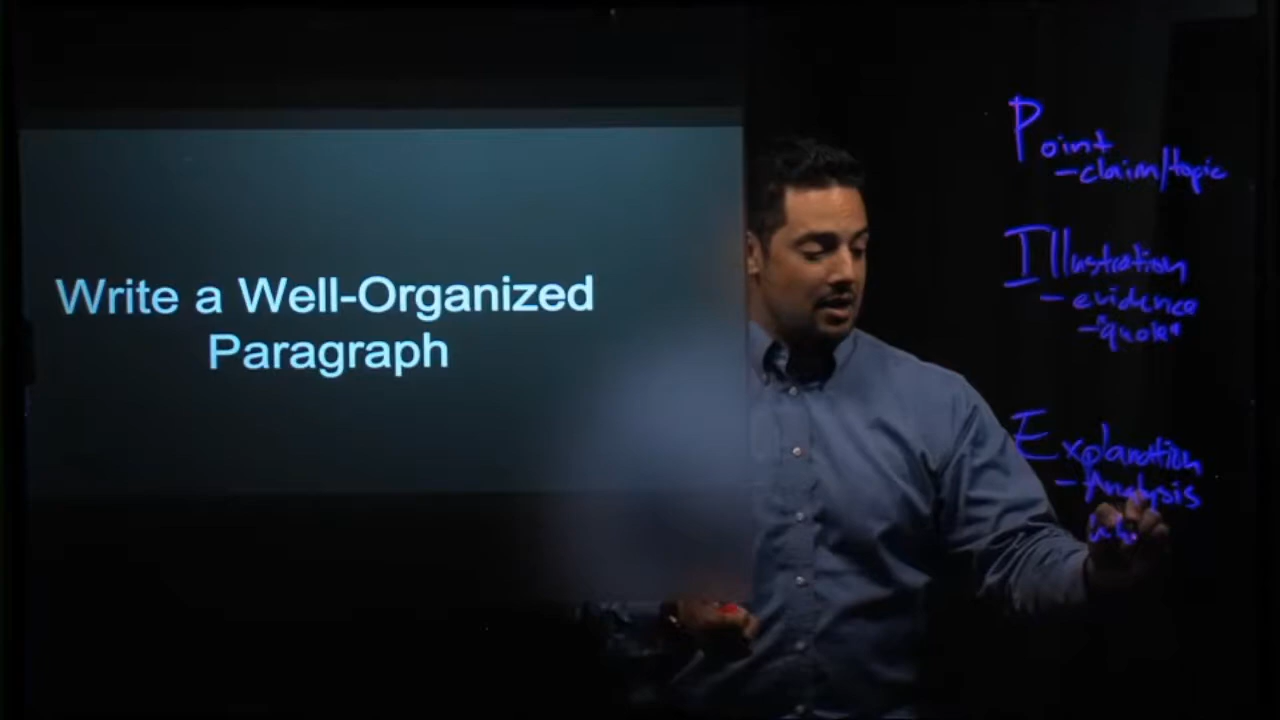 Write a Well-Organized
Paragraph
Point
-claim/topic
Illustration
- evidence
-"quote"
Explanation
- Analysis